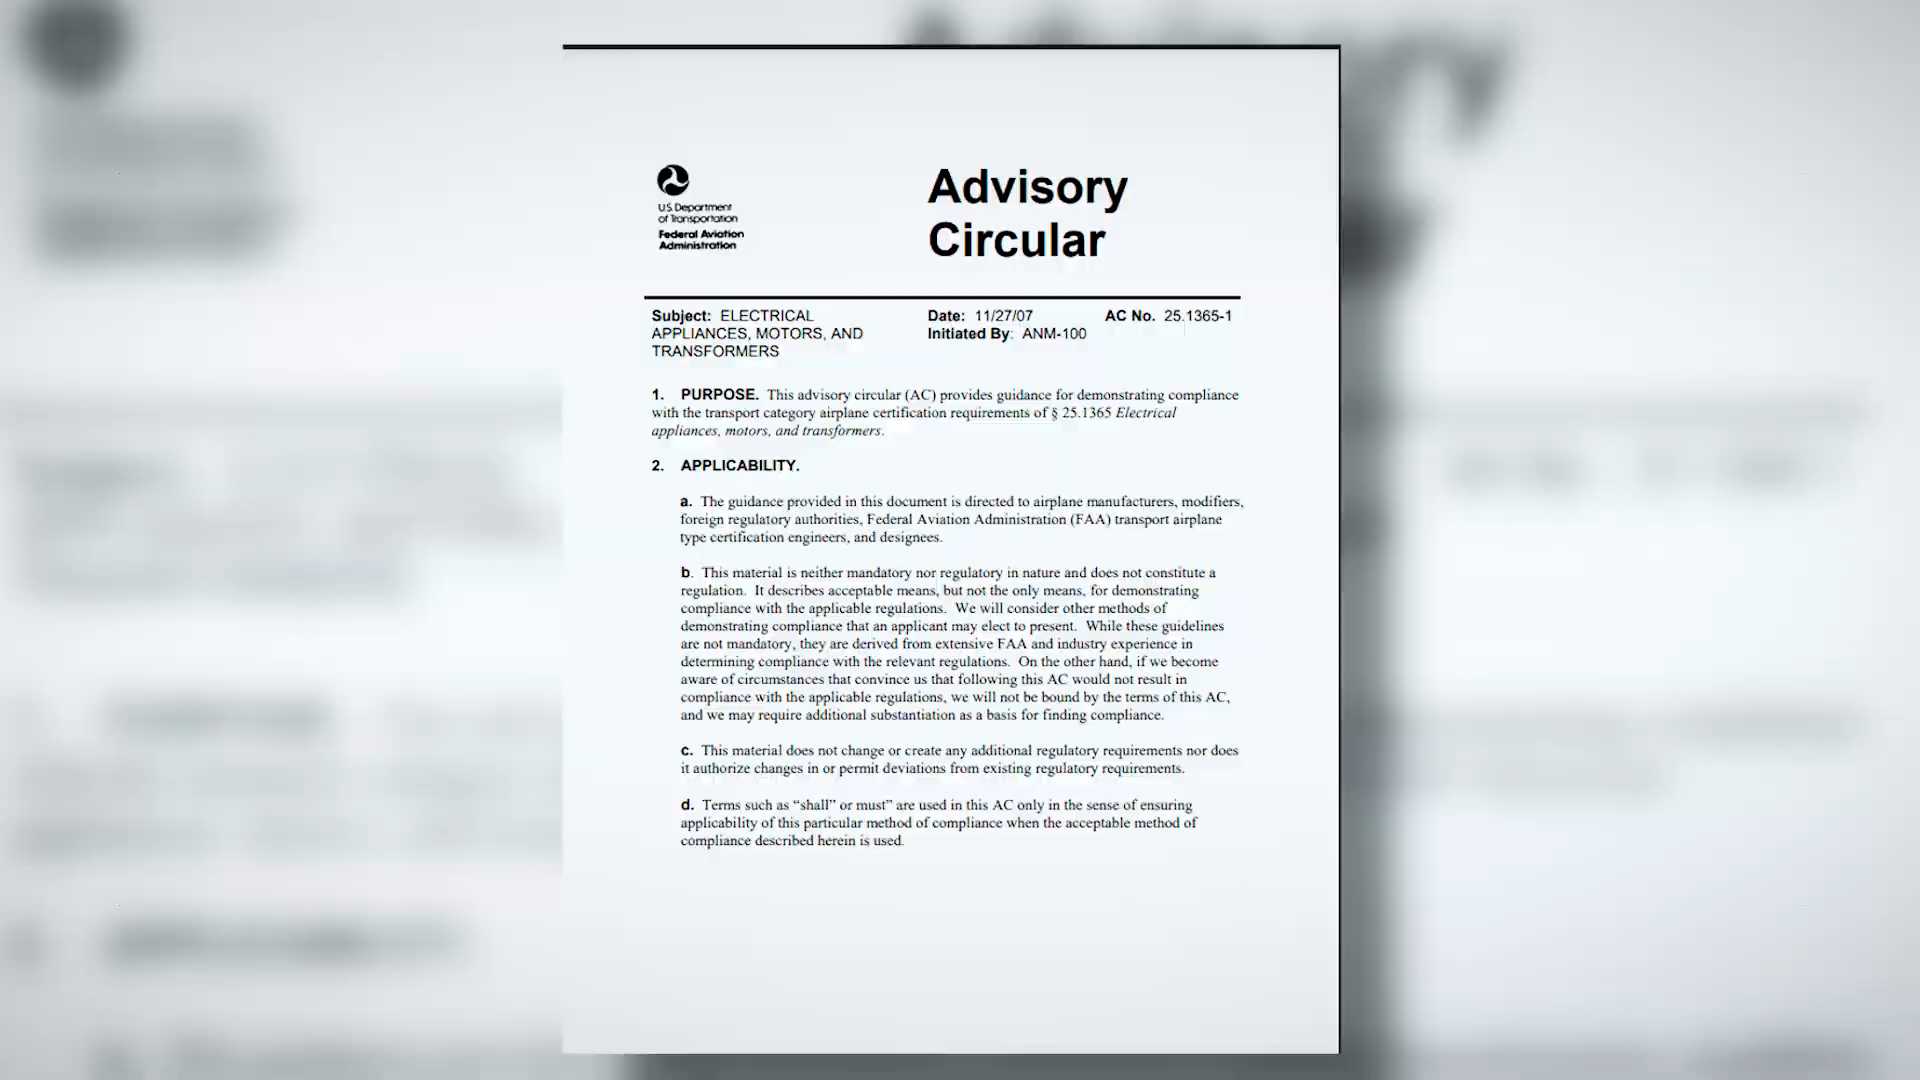 Advisory
Circular
U.S. Department
of Transportation
Federal Aviation
Administration
Subject: ELECTRICAL
APPLIANCES, MOTORS, AND
TRANSFORMERS
Date: 11/27/07
Initiated By: ANM-100
AC No. 25.1365-1
1. PURPOSE. This advisory circular (AC) provides guidance for demonstrating compliance
with the transport category airplane certification requirements of § 25.1365 Electrical
appliances, motors, and transformers.
2. APPLICABILITY.
a. The guidance provided in this document is directed to airplane manufacturers, modifiers,
foreign regulatory authorities, Federal Aviation Administration (FAA) transport airplane
type certification engineers, and designees.
b. This material is neither mandatory nor regulatory in nature and does not constitute a
regulation. It describes acceptable means, but not the only means, for demonstrating
compliance with the applicable regulations. We will consider other methods of
demonstrating compliance that an applicant may elect to present. While these guidelines
are not mandatory, they are derived from extensive FAA and industry experience in
determining compliance with the relevant regulations. On the other hand, if we become
aware of circumstances that convince us that following this AC would not result in
compliance with the applicable regulations, we will not be bound by the terms of this AC,
and we may require additional substantiation as a basis for finding compliance.
c. This material does not change or create any additional regulatory requirements nor does
it authorize changes in or permit deviations from existing regulatory requirements.
d. Terms such as “shall” or must” are used in this AC only in the sense of ensuring
applicability of this particular method of compliance when the acceptable method of
compliance described herein is used.